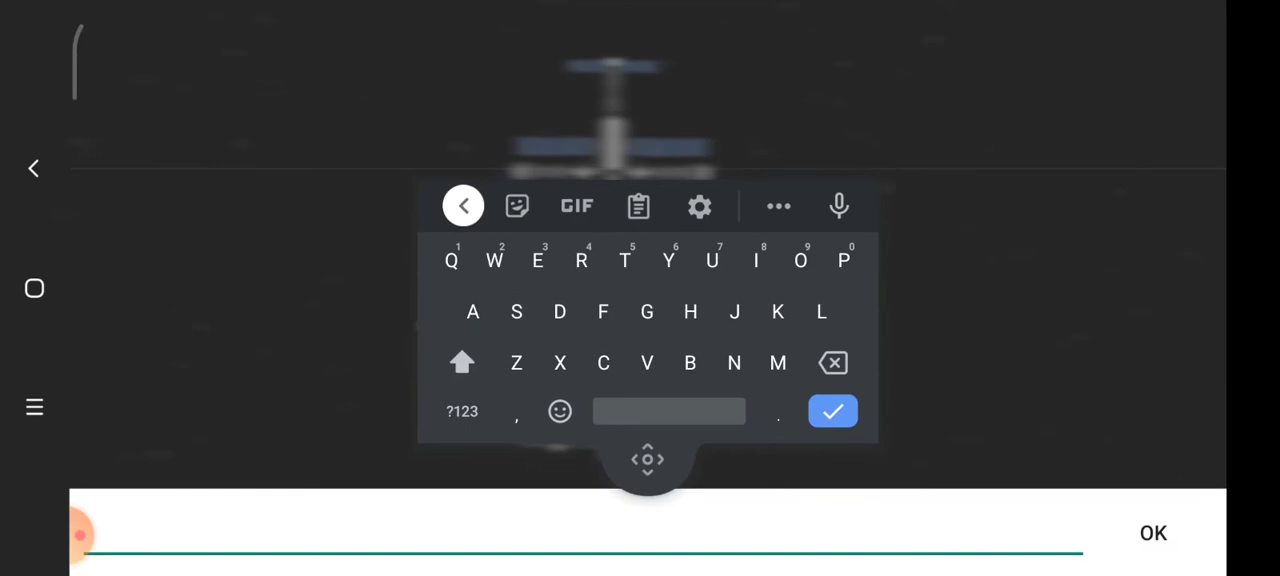 GIF
1 2 3 4 5 6 7 8 9 0
Q W E R T Y U I O P
A S D F G H J K L
Z X C V B N M
?123 , .
OK